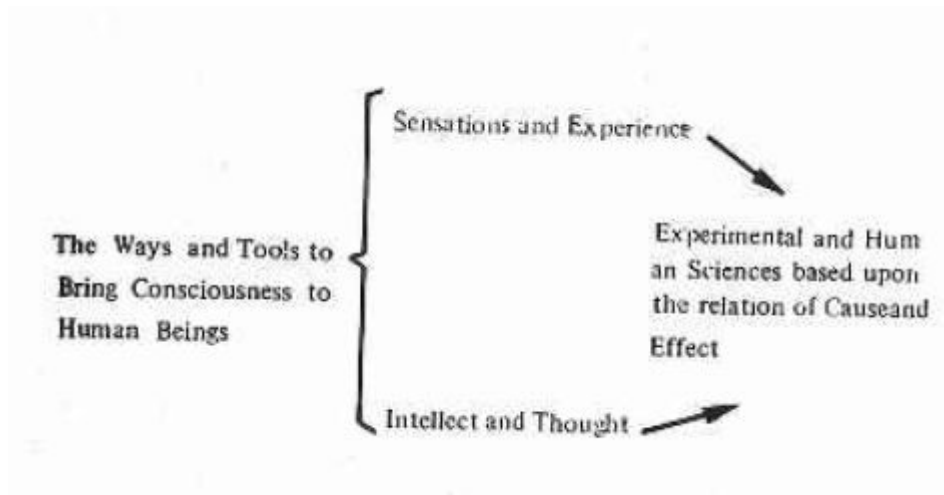 Sensations and Experience
The Ways and Tools to
Bring Consciousness to
Human Beings
Experimental and Hum
an Sciences based upon
the relation of Causeand
Effect
Intellect and Thought